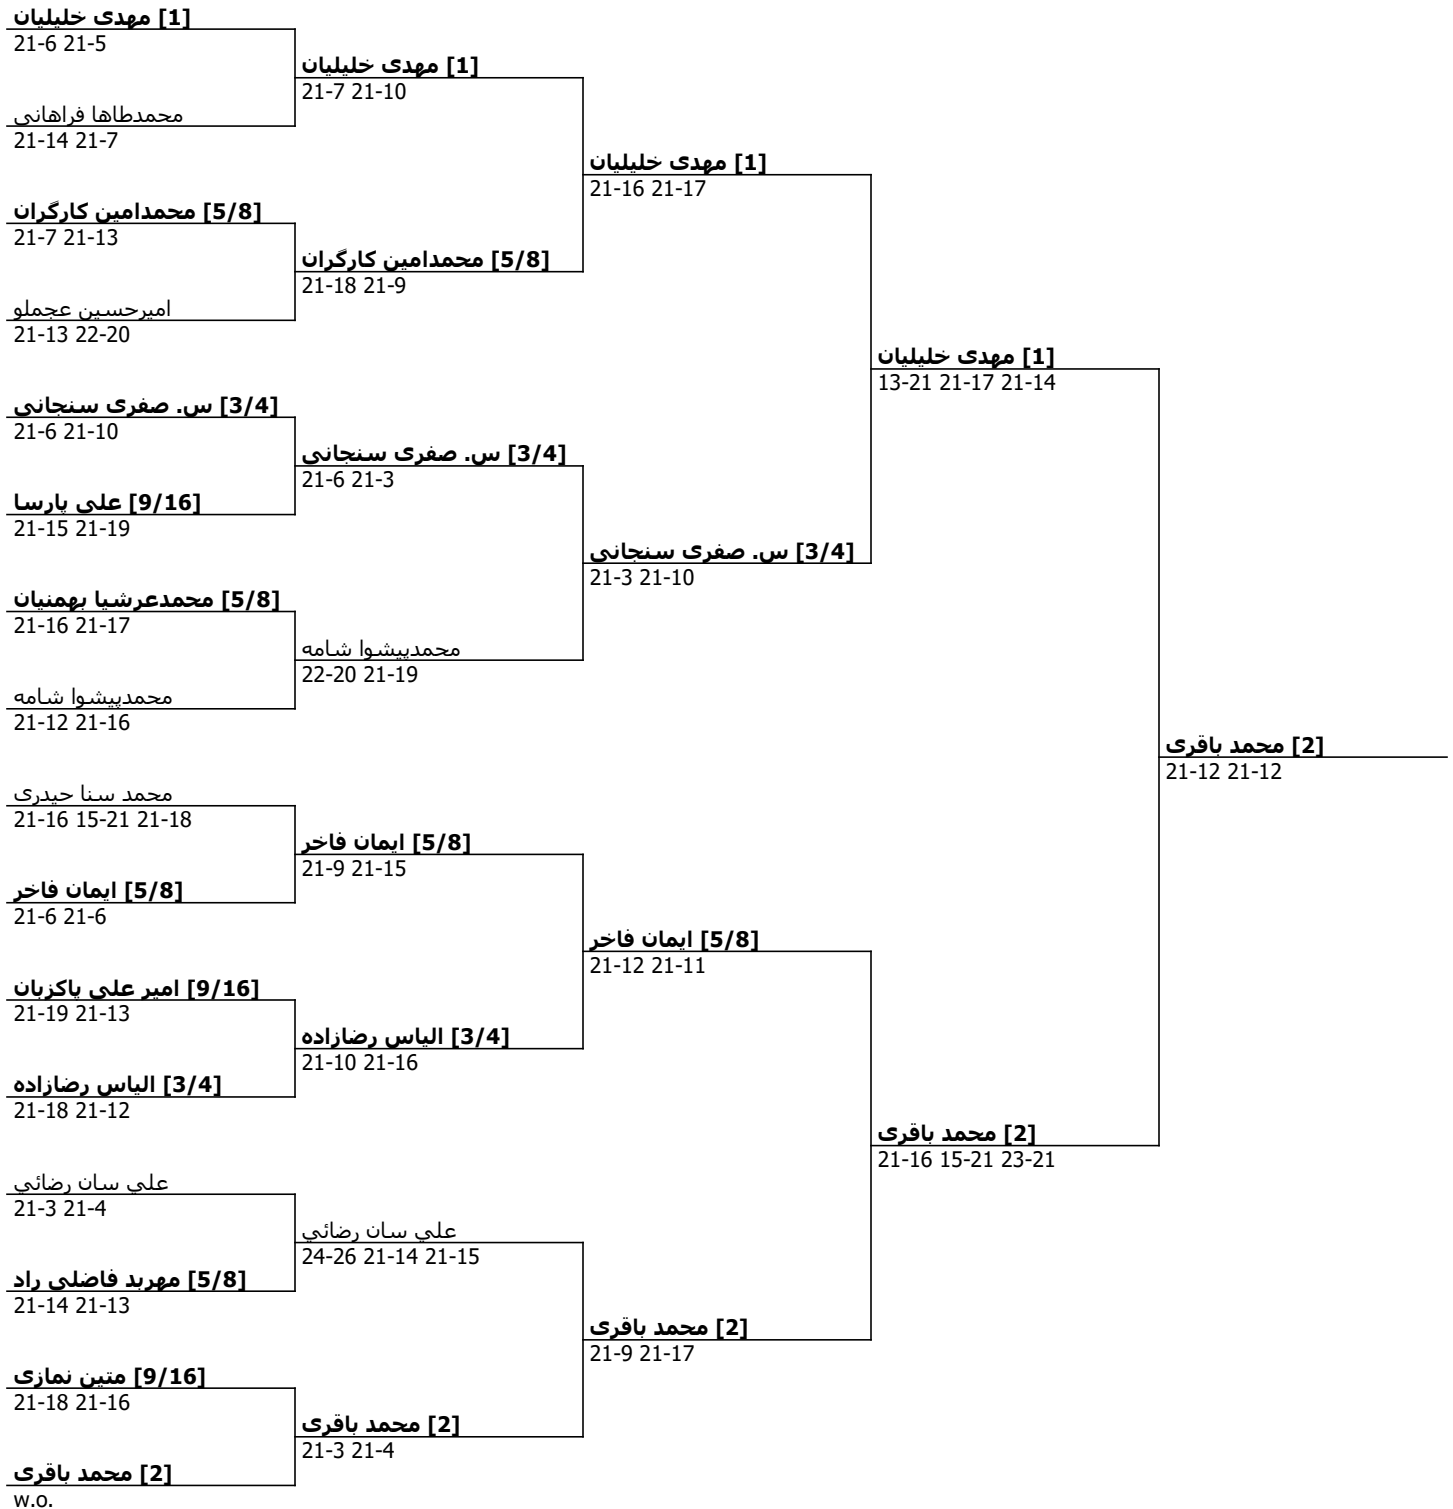 مهدی خلیلیان [1]
21-6 21-5
محمدطاها فراهانی
21-14 21-7
محمدامین کارگران [5/8]
21-7 21-13
امیرحسین عجملو
21-13 22-20
س. صفری سنجانی [3/4]
21-6 21-10
علی پارسا [9/16]
21-15 21-19
محمدعرشیا بهمنیان [5/8]
21-16 21-17
محمدپیشوا شامه
21-12 21-16
محمد سنا حیدری
21-16 15-21 21-18
ایمان فاخر [5/8]
21-6 21-6
امیر علی پاکزبان [9/16]
21-19 21-13
الیاس رضازاده [3/4]
21-18 21-12
علي سان رضائي
21-3 21-4
مهربد فاضلی راد [5/8]
21-14 21-13
متین نمازی [9/16]
21-18 21-16
محمد باقری [2]
w.o.
مهدی خلیلیان [1]
21-7 21-10
محمدامین کارگران [5/8]
21-18 21-9
س. صفری سنجانی [3/4]
21-6 21-3
محمدپیشوا شامه
22-20 21-19
ایمان فاخر [5/8]
21-9 21-15
الیاس رضازاده [3/4]
21-10 21-16
علي سان رضائي
24-26 21-14 21-15
محمد باقری [2]
21-3 21-4
مهدی خلیلیان [1]
21-16 21-17
س. صفری سنجانی [3/4]
21-3 21-10
ایمان فاخر [5/8]
21-12 21-11
محمد باقری [2]
21-9 21-17
مهدی خلیلیان [1]
13-21 21-17 21-14
محمد باقری [2]
21-16 15-21 23-21
محمد باقری [2]
21-12 21-12